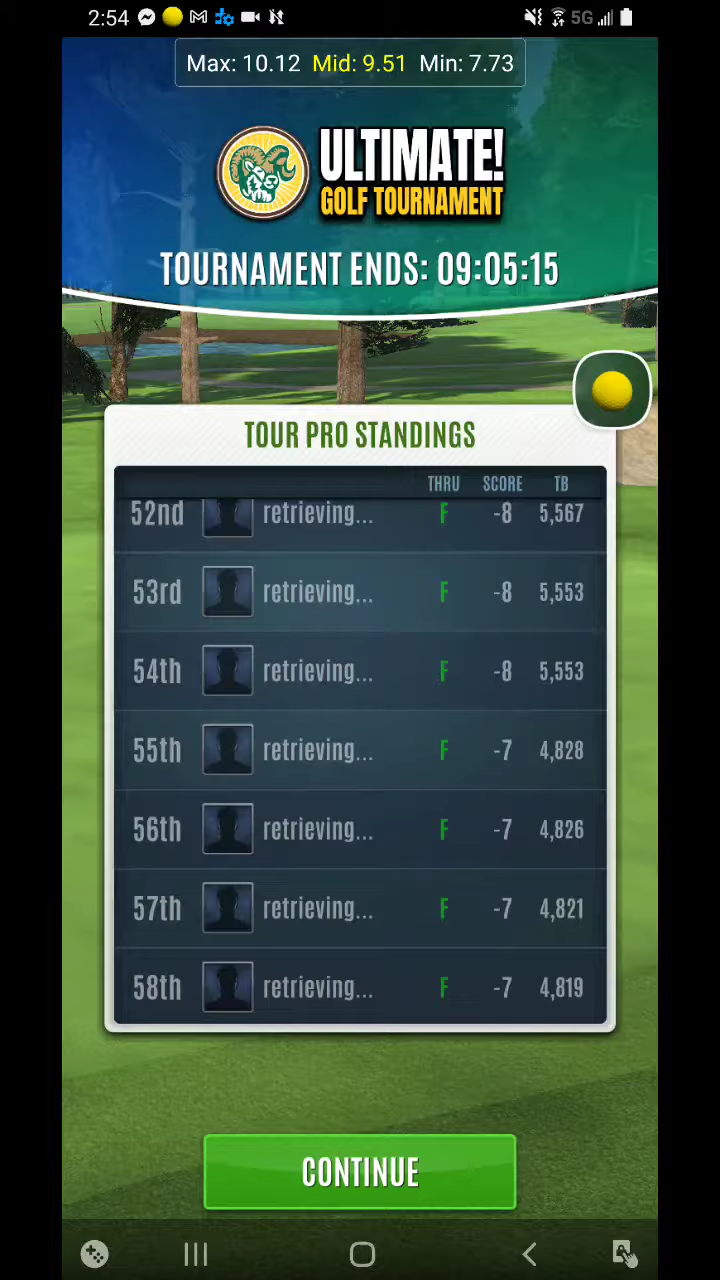 2:54
5G
Max: 10.12 Mid: 9.51 Min: 7.73
ULTIMATE!
GOLF TOURNAMENT
TOURNAMENT ENDS: 09:05:15
TOUR PRO STANDINGS
THRU SCORE TB
52nd retrieving... F -8 5,567
53rd retrieving... F -8 5,553
54th retrieving... F -8 5,553
55th retrieving... F -7 4,828
56th retrieving... F -7 4,826
57th retrieving... F -7 4,821
58th retrieving... F -7 4,819
CONTINUE